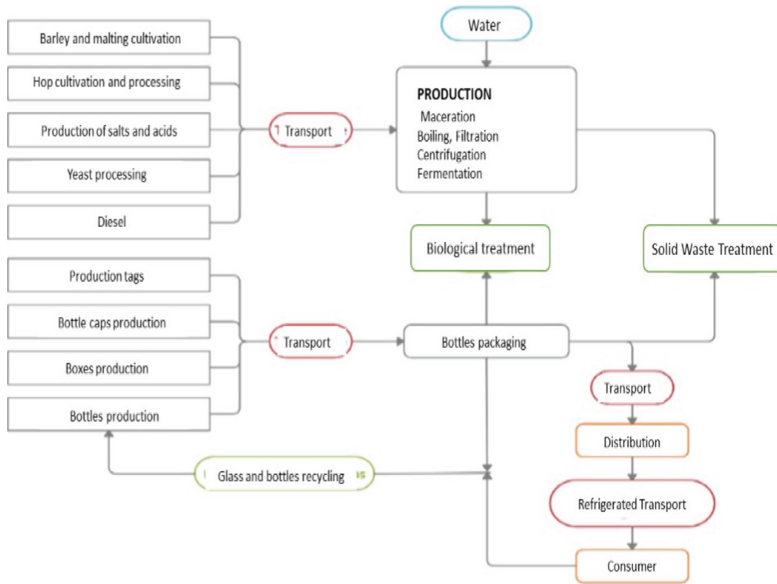 Barley and malting cultivation
Hop cultivation and processing
Production of salts and acids
Yeast processing
Diesel
Transport
Water
PRODUCTION
Maceration
Boiling, Filtration
Centrifugation
Fermentation
Biological treatment
Solid Waste Treatment
Production tags
Bottle caps production
Boxes production
Bottles production
Transport
Bottles packaging
Transport
Distribution
Refrigerated Transport
Consumer
Glass and bottles recycling